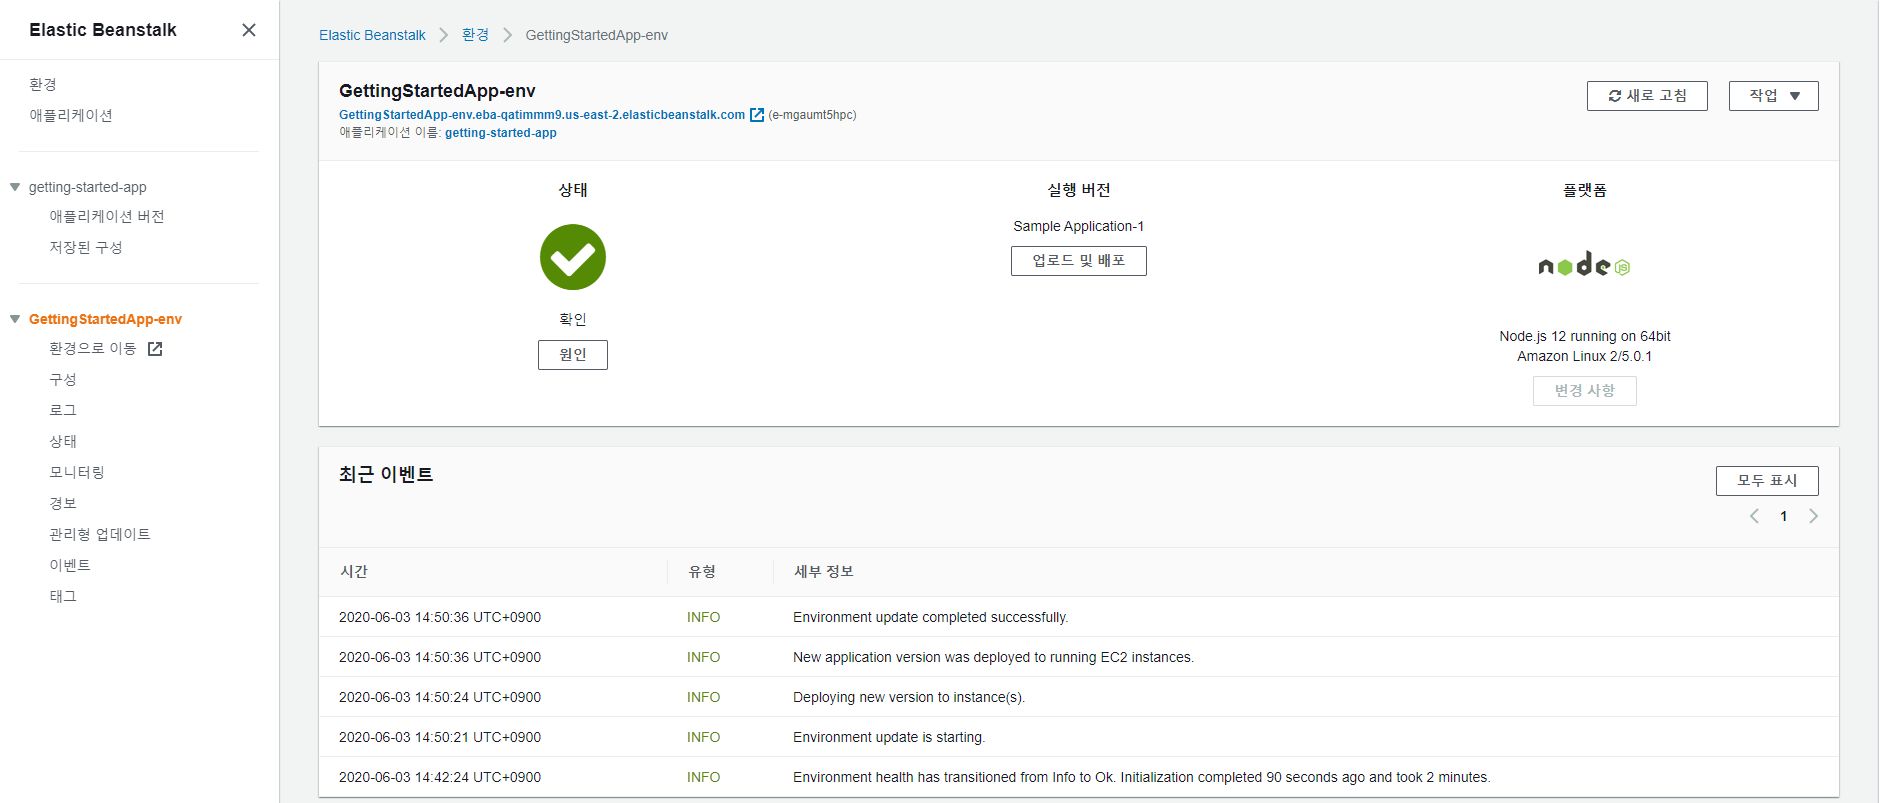 Elastic Beanstalk
환경
애플리케이션
getting-started-app
애플리케이션 버전
저장된 구성
GettingStartedApp-env
환경으로 이동
구성
로그
상태
모니터링
경보
관리형 업데이트
이벤트
태그
Elastic Beanstalk > 환경 > GettingStartedApp-env
GettingStartedApp-env
GettingStartedApp-env.eba-qatimmm9.us-east-2.elasticbeanstalk.com (e-mgaumt5hpc)
애플리케이션 이름: getting-started-app
새로 고침
작업
상태
확인
원인
실행 버전
Sample Application-1
업로드 및 배포
플랫폼
node JS
Node.js 12 running on 64bit
Amazon Linux 2/5.0.1
변경 사항
최근 이벤트
모두 표시
1
시간 유형 세부 정보
2020-06-03 14:50:36 UTC+0900 INFO Environment update completed successfully.
2020-06-03 14:50:36 UTC+0900 INFO New application version was deployed to running EC2 instances.
2020-06-03 14:50:24 UTC+0900 INFO Deploying new version to instance(s).
2020-06-03 14:50:21 UTC+0900 INFO Environment update is starting.
2020-06-03 14:42:24 UTC+0900 INFO Environment health has transitioned from Info to Ok. Initialization completed 90 seconds ago and took 2 minutes.